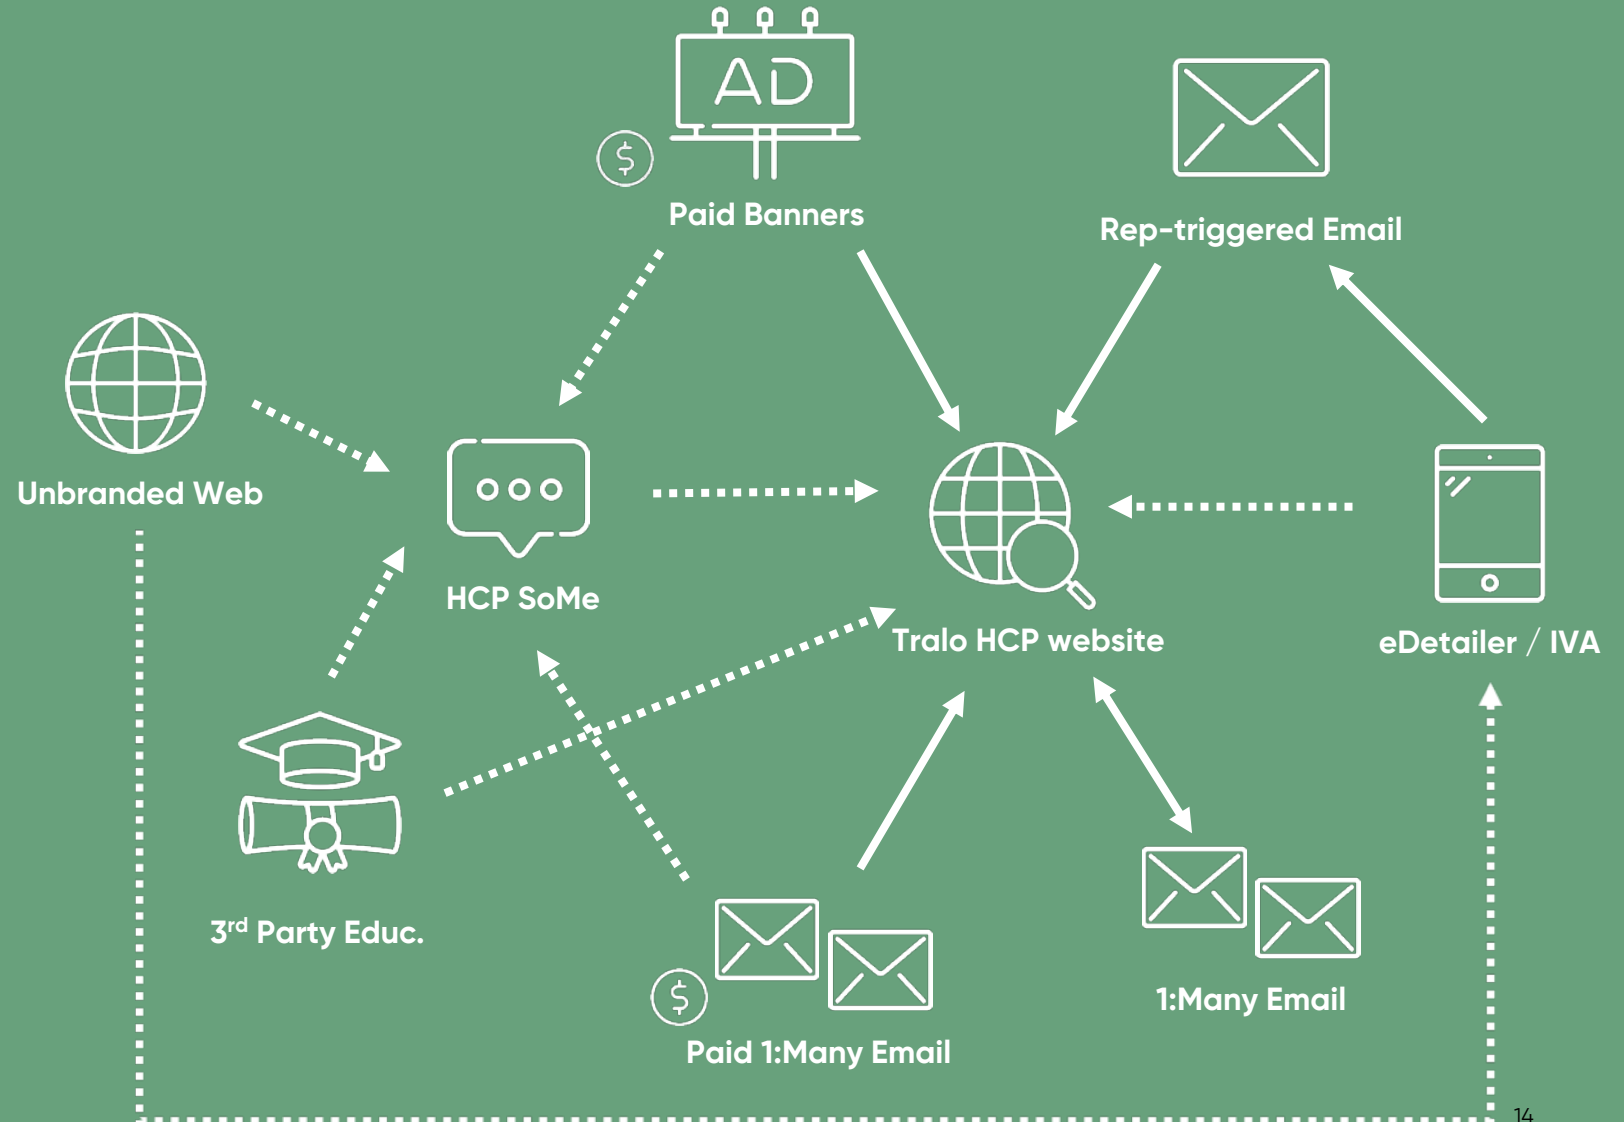 AD
$
Paid Banners
Rep-triggered Email
Unbranded Web
HCP SoMe
Tralo HCP website
eDetailer / IVA
3rd Party Educ.
$
1:Many Email
Paid 1:Many Email
14